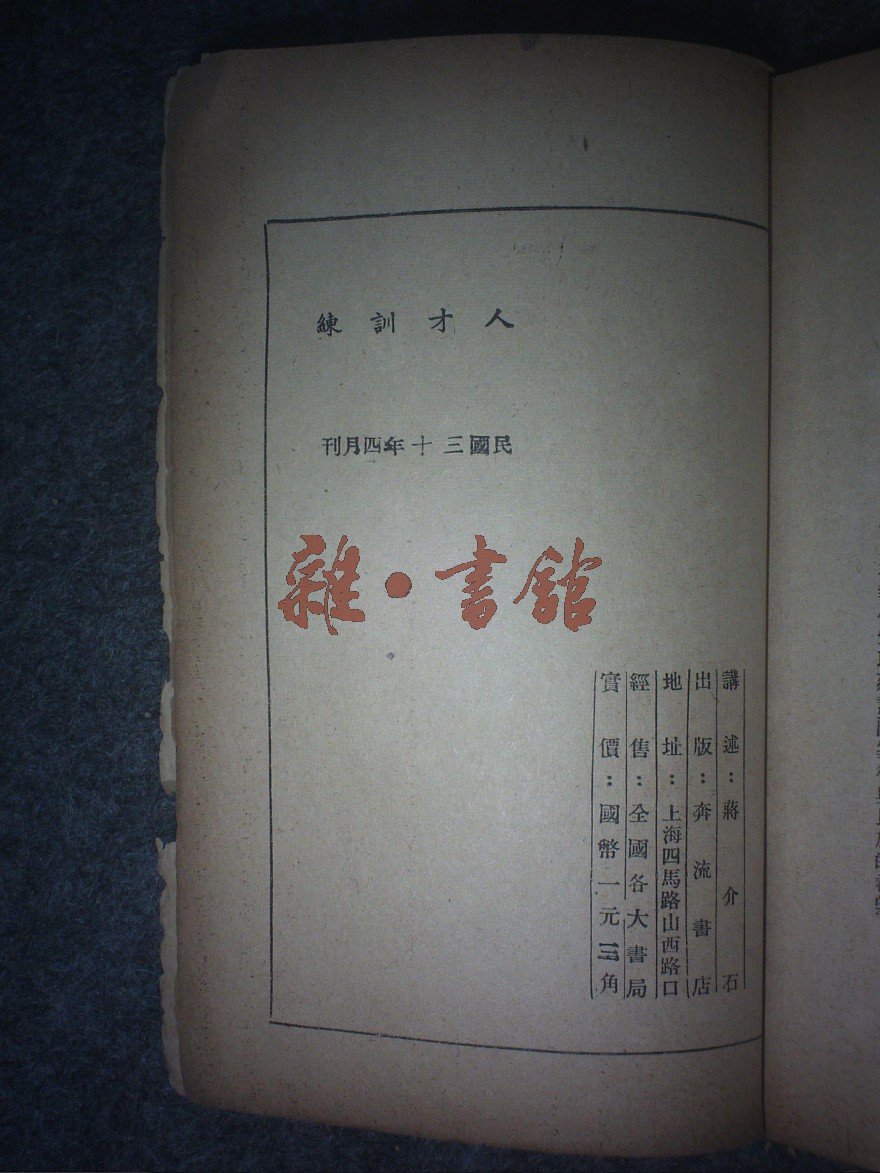 人才訓練
民國三十年四月刊
雜·書館
講述：蔣介石
出版：奔流書店
地址：上海四馬路山西路口
經售：全國各大書局
實價：國幣一元三角